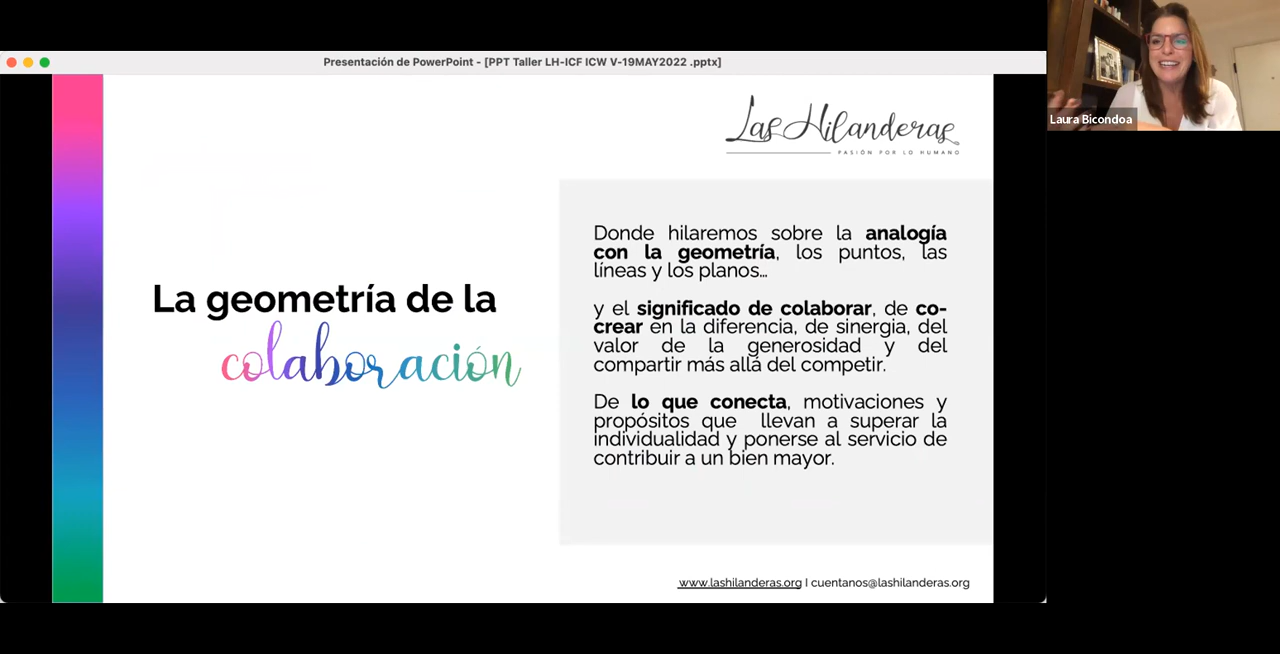 Presentación de PowerPoint - [PPT Taller LH-ICF ICW V-19MAY2022 .pptx]
Laura Bicondoa
Las Hilanderas
PASIÓN POR LO HUMANO
La geometría de la
colaboración
Donde hilaremos sobre la analogía
con la geometría, los puntos, las
líneas y los planos...
y el significado de colaborar, de co-
crear en la diferencia, de sinergia, del
valor de la generosidad y del
compartir más allá del competir.
De lo que conecta, motivaciones y
propósitos que llevan a superar la
individualidad y ponerse al servicio de
contribuir a un bien mayor.
www.lashilanderas.org I cuentanos@lashilanderas.org